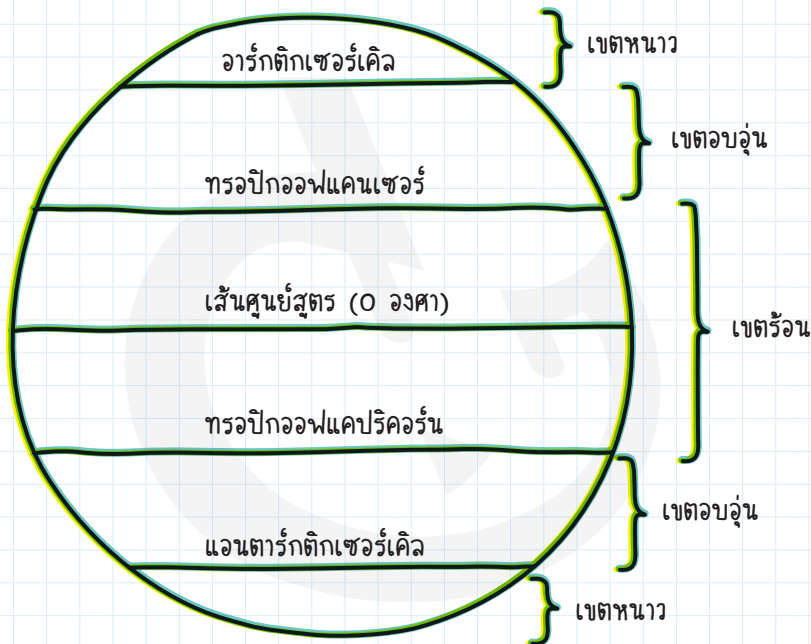 เขตหนาว
อาร์กติกเซอร์เคิล
เขตอบอุ่น
ทรอปิกออฟแคนเซอร์
เส้นศูนย์สูตร (0 องศา)
เขตร้อน
ทรอปิกออฟแคปริคอร์น
เขตอบอุ่น
แอนตาร์กติกเซอร์เคิล
เขตหนาว